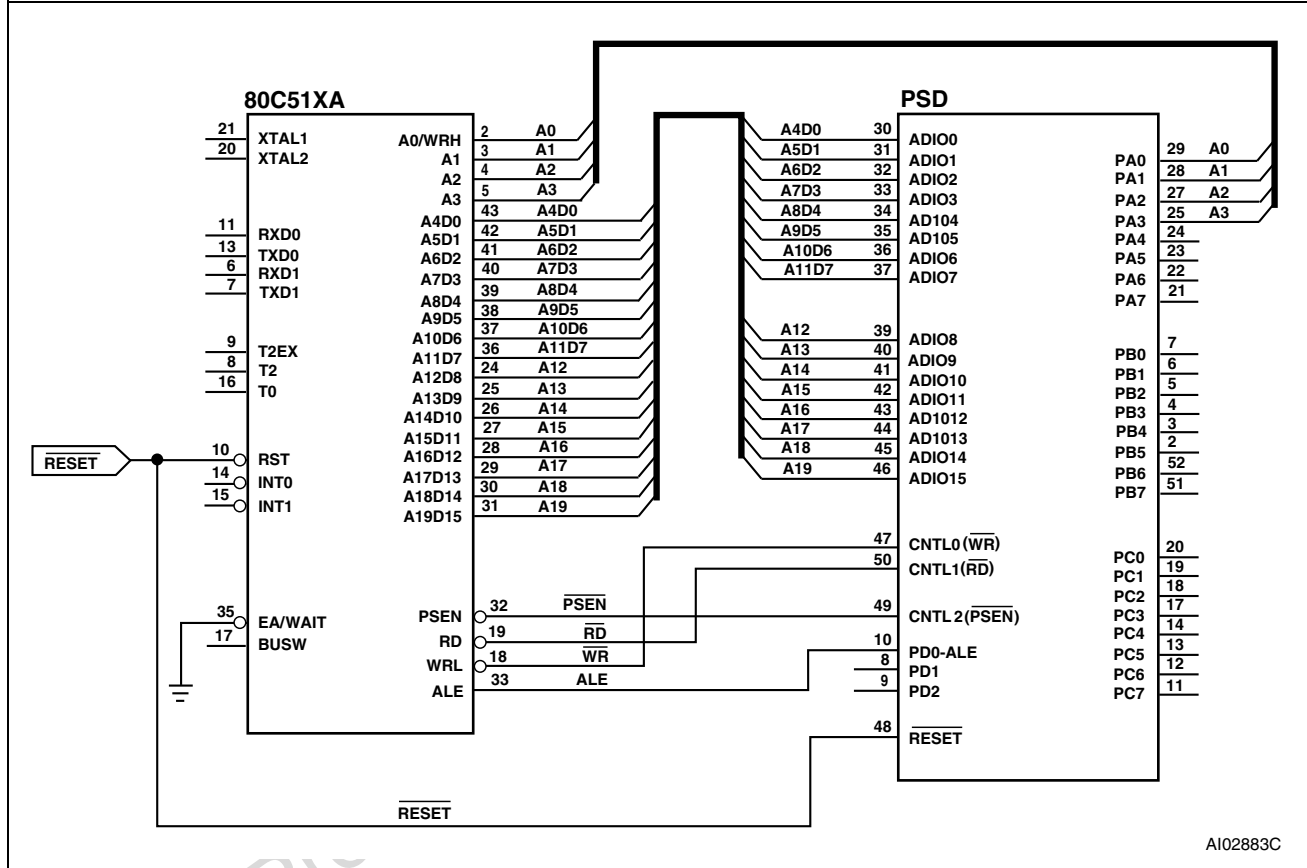 80C51XA
PSD
21 XTAL1
20 XTAL2
11 RXD0
13 TXD0
6 RXD1
7 TXD1
9 T2EX
8 T2
16 T0
RESET
10 RST
14 INT0
15 INT1
35 EA/WAIT
17 BUSW
A0/WRH 2 A0
A1 3 A1
A2 4 A2
A3 5 A3
A4D0 43 A4D0
A5D1 42 A5D1
A6D2 41 A6D2
A7D3 40 A7D3
A8D4 39 A8D4
A9D5 38 A9D5
A10D6 37 A10D6
A11D7 36 A11D7
A12D8 24 A12
A13D9 25 A13
A14D10 26 A14
A15D11 27 A15
A16D12 28 A16
A17D13 29 A17
A18D14 30 A18
A19D15 31 A19
PSEN 32 PSEN
RD 19 RD
WRL 18 WR
ALE 33 ALE
A4D0 30 ADIO0
A5D1 31 ADIO1
A6D2 32 ADIO2
A7D3 33 ADIO3
A8D4 34 AD104
A9D5 35 AD105
A10D6 36 ADIO6
A11D7 37 ADIO7
A12 39 ADIO8
A13 40 ADIO9
A14 41 ADIO10
A15 42 ADIO11
A16 43 AD1012
A17 44 AD1013
A18 45 ADIO14
A19 46 ADIO15
47 CNTL0(WR)
50 CNTL1(RD)
49 CNTL 2(PSEN)
10 PD0-ALE
8 PD1
9 PD2
48 RESET
PA0 29 A0
PA1 28 A1
PA2 27 A2
PA3 25 A3
PA4 24
PA5 23
PA6 22
PA7 21
PB0 7
PB1 6
PB2 5
PB3 4
PB4 3
PB5 2
PB6 52
PB7 51
PC0 20
PC1 19
PC2 18
PC3 17
PC4 14
PC5 13
PC6 12
PC7 11
RESET
AI02883C